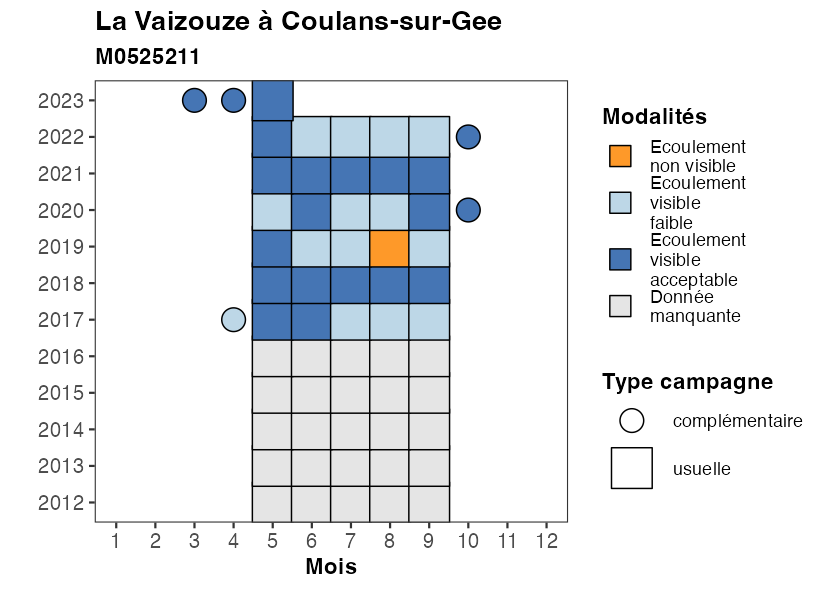 La Vaizouze à Coulans-sur-Gee
M0525211
2023
2022
2021
2020
2019
2018
2017
2016
2015
2014
2013
2012
1 2 3 4 5 6 7 8 9 10 11 12
Mois
Modalités
Ecoulement
non visible
Ecoulement
visible
faible
Ecoulement
visible
acceptable
Donnée
manquante
Type campagne
complémentaire
usuelle